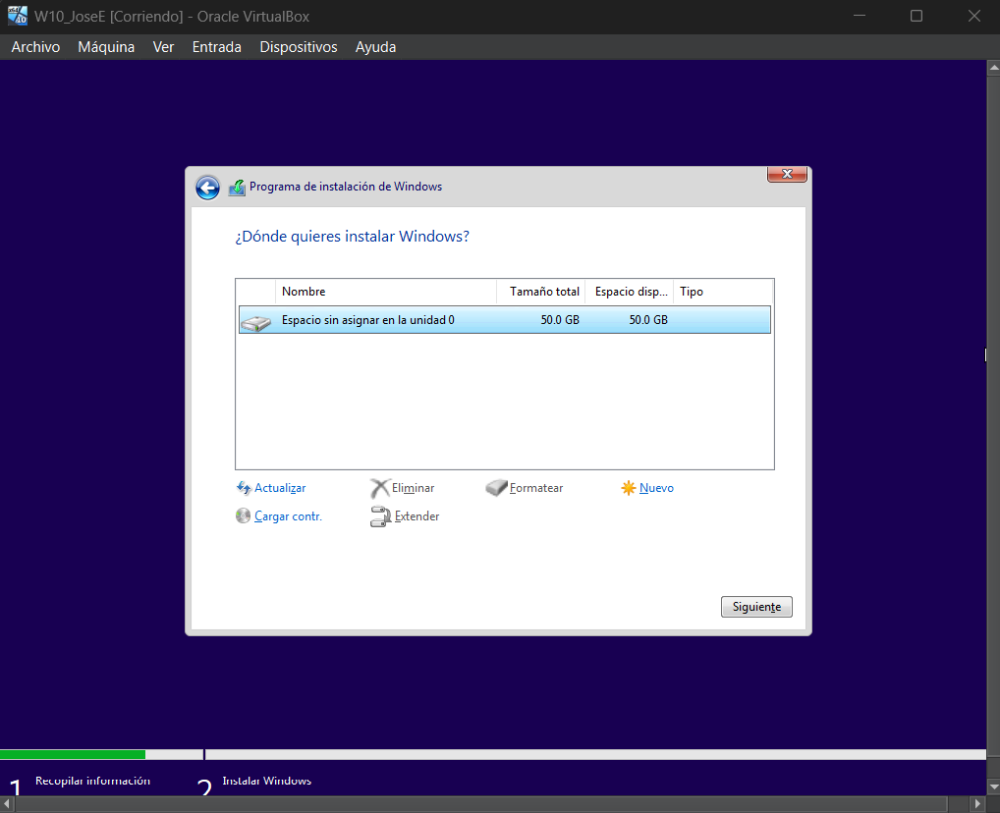 W10_JoseE [Corriendo] - Oracle VirtualBox
Archivo Máquina Ver Entrada Dispositivos Ayuda
Programa de instalación de Windows
¿Dónde quieres instalar Windows?
Nombre Tamaño total Espacio disp... Tipo
Espacio sin asignar en la unidad 0 50.0 GB 50.0 GB
Actualizar Eliminar Formatear Nuevo
Cargar contr. Extender
Siguiente
1 Recopilar información 2 Instalar Windows